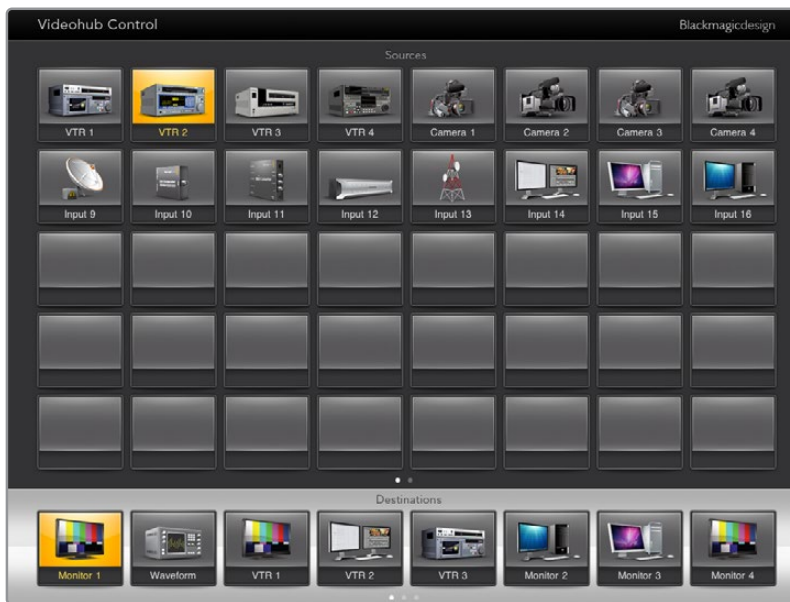 Videohub Control
Blackmagicdesign
Sources
VTR 1
VTR 2
VTR 3
VTR 4
Camera 1
Camera 2
Camera 3
Camera 4
Input 9
Input 10
Input 11
Input 12
Input 13
Input 14
Input 15
Input 16
Destinations
Monitor 1
Waveform
VTR 1
VTR 2
VTR 3
Monitor 2
Monitor 3
Monitor 4